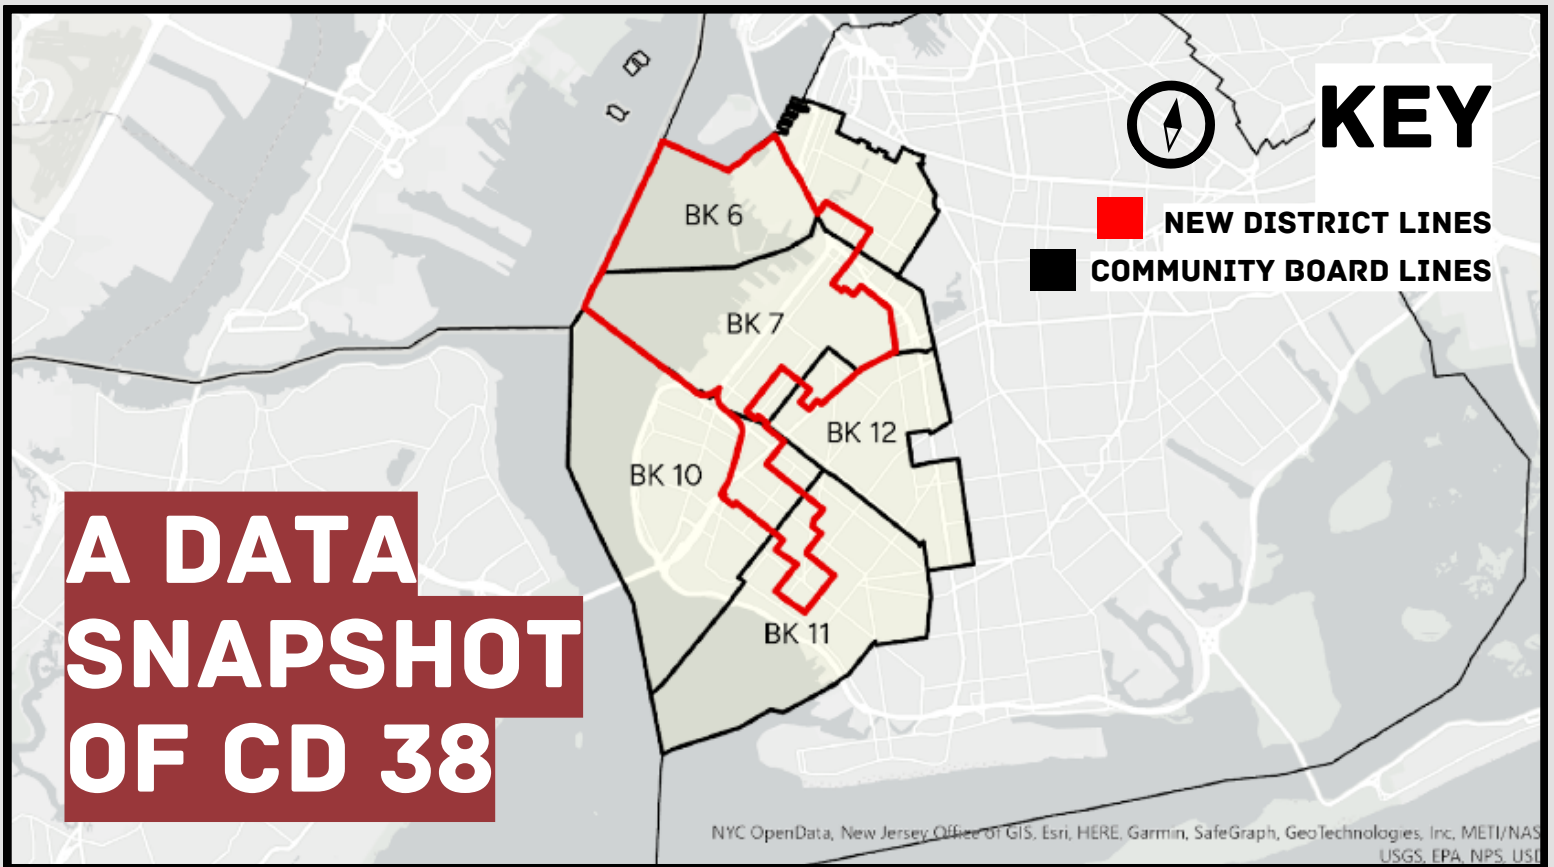 KEY
NEW DISTRICT LINES
COMMUNITY BOARD LINES
BK 6
BK 7
BK 12
BK 10
BK 11
A DATA
SNAPSHOT
OF CD 38
NYC OpenData, New Jersey Office of GIS, Esri, HERE, Garmin, SafeGraph, GeoTechnologies, Inc, METI/NAS
USGS, EPA, NPS, USD